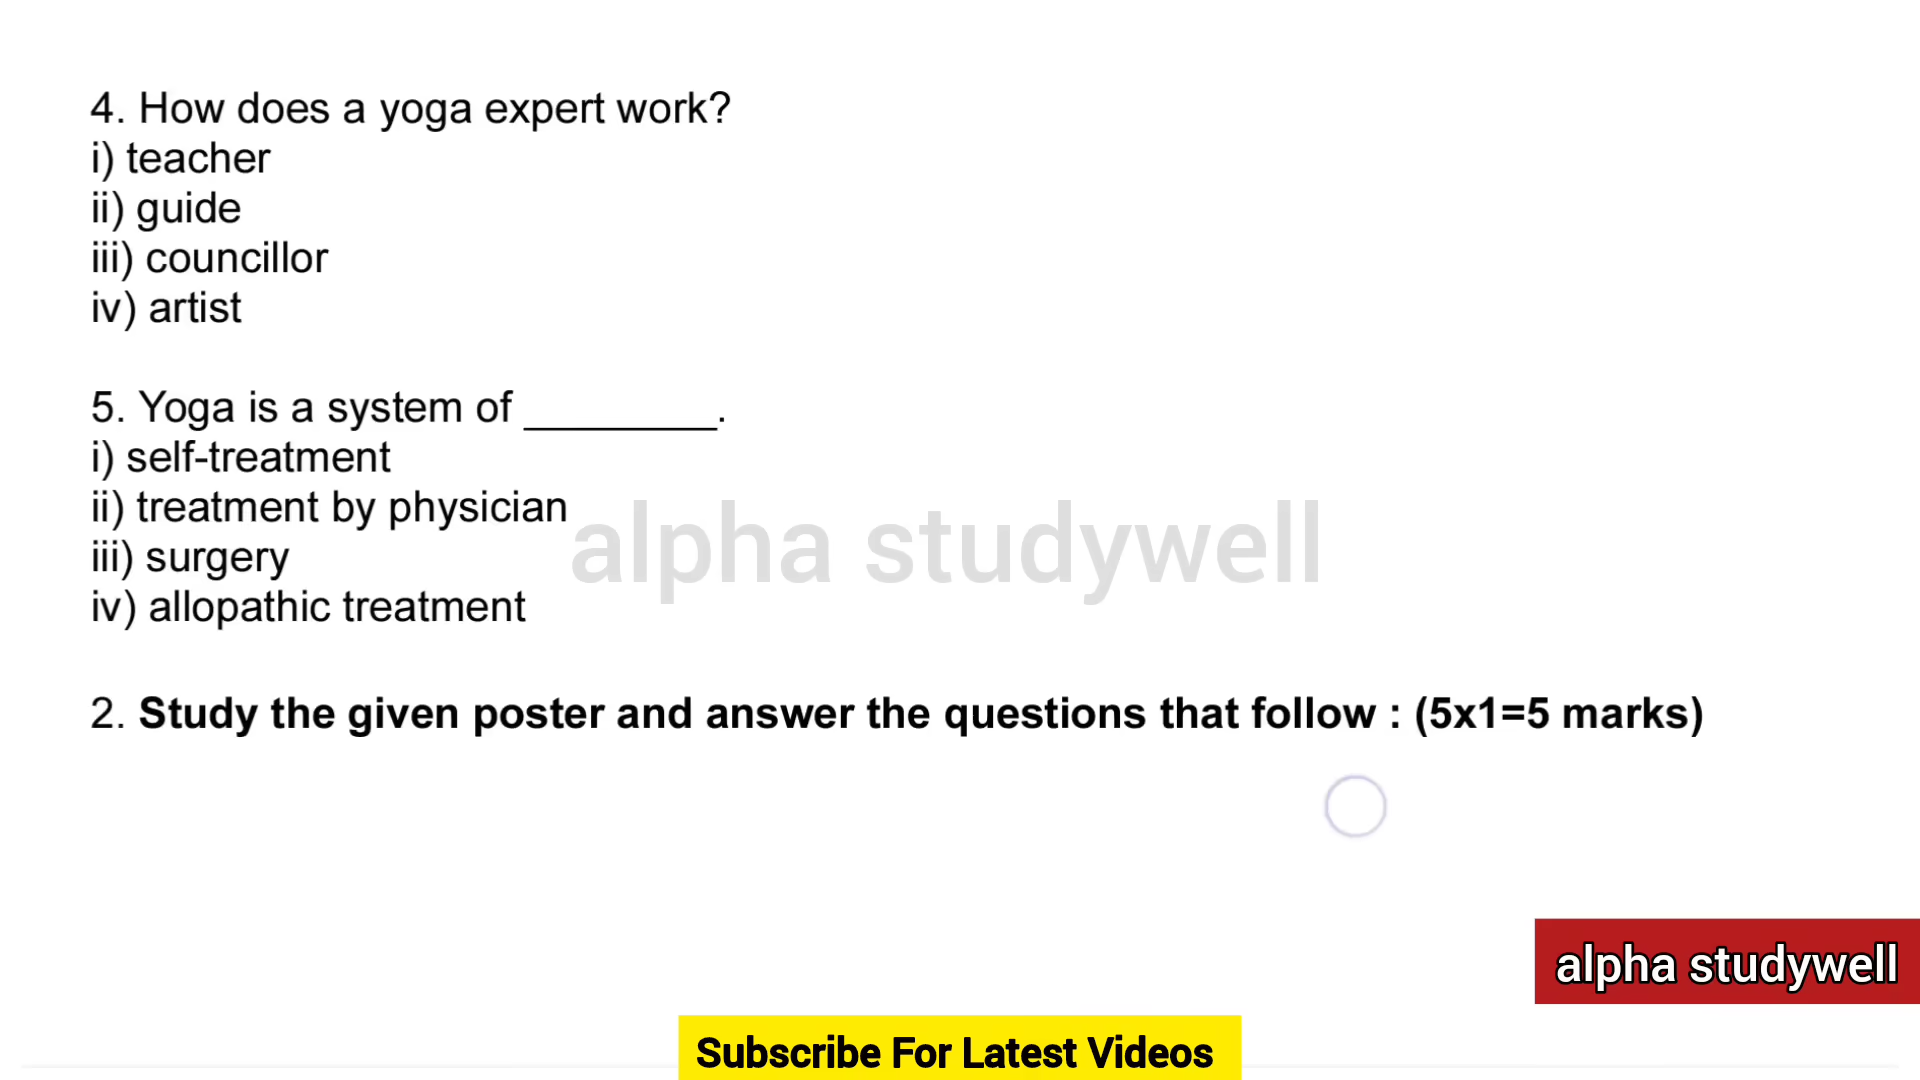 4. How does a yoga expert work?
i) teacher
ii) guide
iii) councillor
iv) artist
5. Yoga is a system of ________.
i) self-treatment
ii) treatment by physician
iii) surgery
iv) allopathic treatment
alpha studywell
2. Study the given poster and answer the questions that follow : (5x1=5 marks)
alpha studywell
Subscribe For Latest Videos